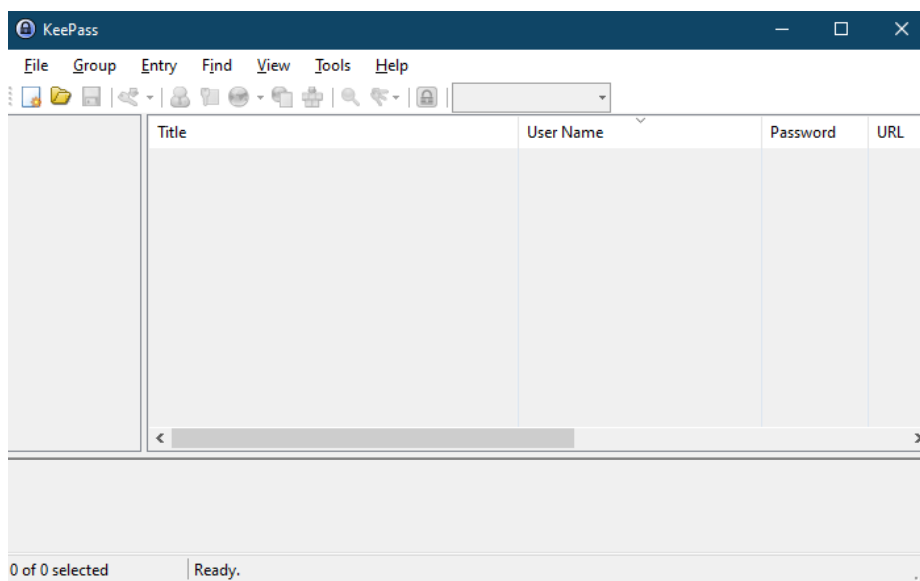 KeePass
File Group Entry Find View Tools Help
Title User Name Password URL
0 of 0 selected Ready.